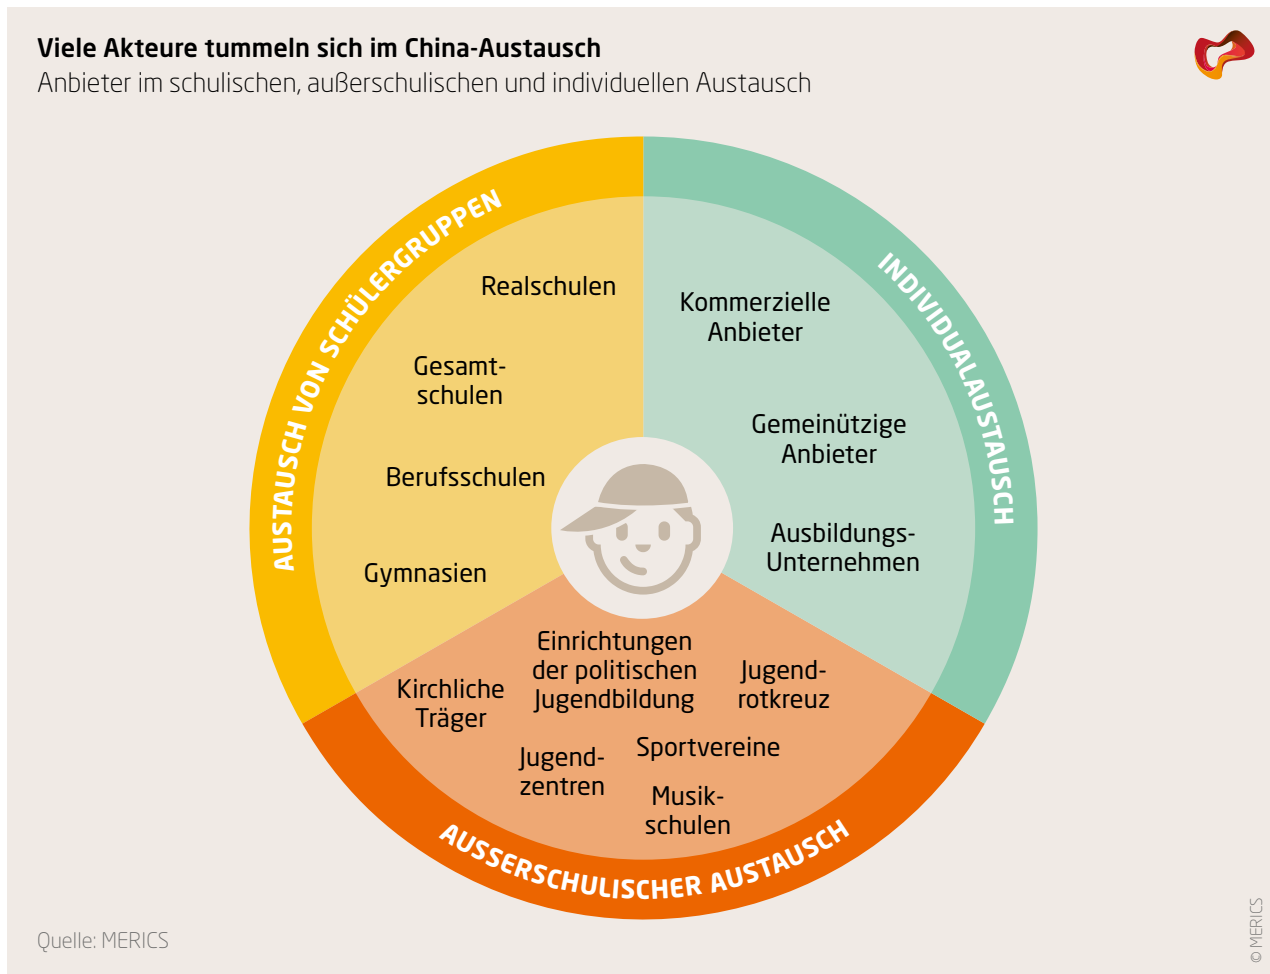 Viele Akteure tummeln sich im China-Austausch
Anbieter im schulischen, außerschulischen und individuellen Austausch
AUSTAUSCH VON SCHÜLERGRUPPEN
Realschulen
Gesamt-
schulen
Berufsschulen
Gymnasien
INDIVIDUALAUSTAUSCH
Kommerzielle
Anbieter
Gemeinützige
Anbieter
Ausbildungs-
Unternehmen
Einrichtungen
der politischen
Jugendbildung
Jugend-
rotkreuz
Kirchliche
Träger
Sportvereine
Jugend-
zentren
Musik-
schulen
AUSSERSCHULISCHER AUSTAUSCH
Quelle: MERICS
© MERICS